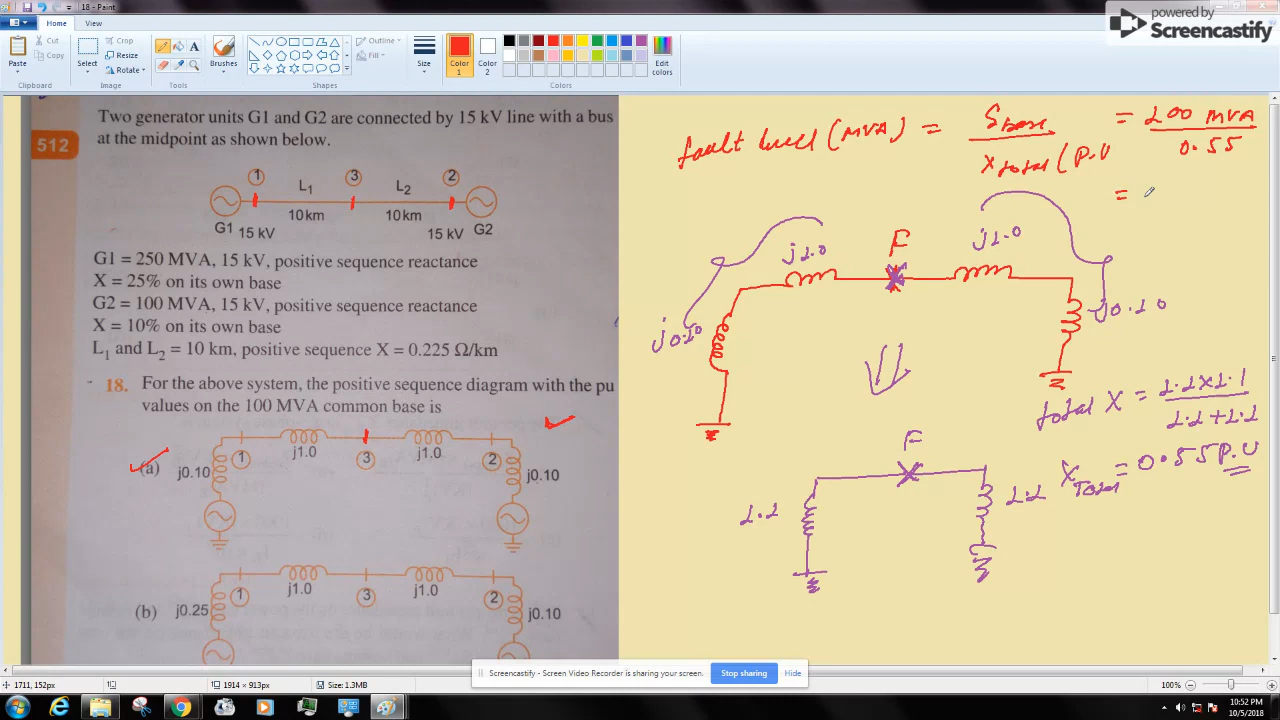 18 - Paint
Home
View
Paste
Cut
Copy
Clipboard
Select
Crop
Resize
Rotate
Image
Tools
Brushes
Shapes
Outline
Fill
Size
Color 1
Color 2
Edit colors
Colors
powered by
Screencastify
512
Two generator units G1 and G2 are connected by 15 kV line with a bus
at the midpoint as shown below.
1 L1 3 L2 2
10km 10km
G1 15 kV 15 kV G2
G1 = 250 MVA, 15 kV, positive sequence reactance
X = 25% on its own base
G2 = 100 MVA, 15 kV, positive sequence reactance
X = 10% on its own base
L1 and L2 = 10 km, positive sequence X = 0.225 Ω/km
18. For the above system, the positive sequence diagram with the pu
values on the 100 MVA common base is
(a) j0.10 1 j1.0 3 j1.0 2 j0.10
(b) j0.25 1 j1.0 3 j1.0 2 j0.10
fault level (MVA) = SBase / Xtotal (P.U = 100 MVA / 0.55
=
j1.0 F j1.0
j0.10 j0.10
total X = 1.1x1.1 / 1.1+1.1
XTotal = 0.55 P.U
F
1.1 1.1
Screencastify - Screen Video Recorder is sharing your screen.
Stop sharing
Hide
1711, 152px
1914 × 913px
Size: 1.3MB
100%
10:52 PM
10/5/2018